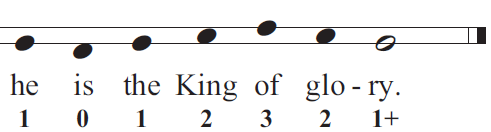 he is the King of glo - ry.
1 0 1 2 3 2 1+